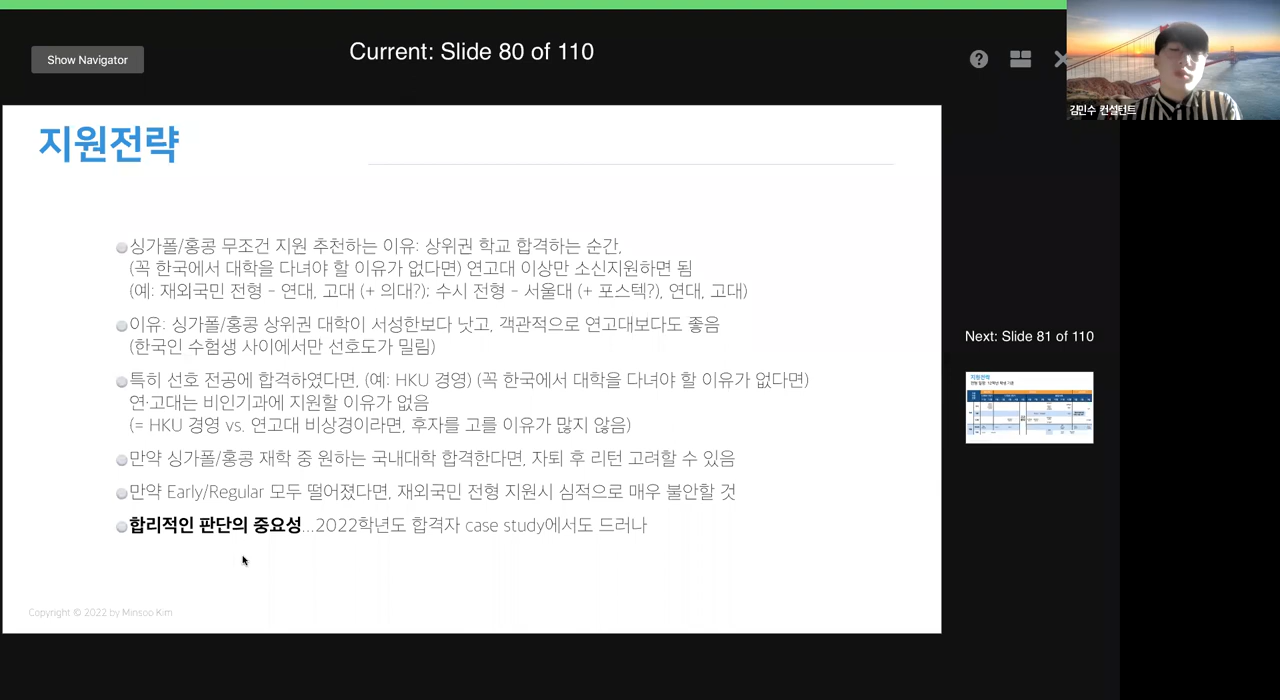 Show Navigator
Current: Slide 80 of 110
김민수 컨설턴트
지원전략
싱가폴/홍콩 무조건 지원 추천하는 이유: 상위권 학교 합격하는 순간,
(꼭 한국에서 대학을 다녀야 할 이유가 없다면) 연고대 이상만 소신지원하면 됨
(예: 재외국민 전형 - 연대, 고대 (+ 의대?); 수시 전형 - 서울대 (+ 포스텍?), 연대, 고대)
이유: 싱가폴/홍콩 상위권 대학이 서성한보다 낫고, 객관적으로 연고대보다도 좋음
(한국인 수험생 사이에서만 선호도가 밀림)
특히 선호 전공에 합격하였다면, (예: HKU 경영) (꼭 한국에서 대학을 다녀야 할 이유가 없다면)
연·고대는 비인기과에 지원할 이유가 없음
(= HKU 경영 vs. 연고대 비상경이라면, 후자를 고를 이유가 많지 않음)
만약 싱가폴/홍콩 재학 중 원하는 국내대학 합격한다면, 자퇴 후 리턴 고려할 수 있음
만약 Early/Regular 모두 떨어졌다면, 재외국민 전형 지원시 심적으로 매우 불안할 것
합리적인 판단의 중요성...2022학년도 합격자 case study에서도 드러나
Copyright © 2022 by Minsoo Kim
Next: Slide 81 of 110
지원전략